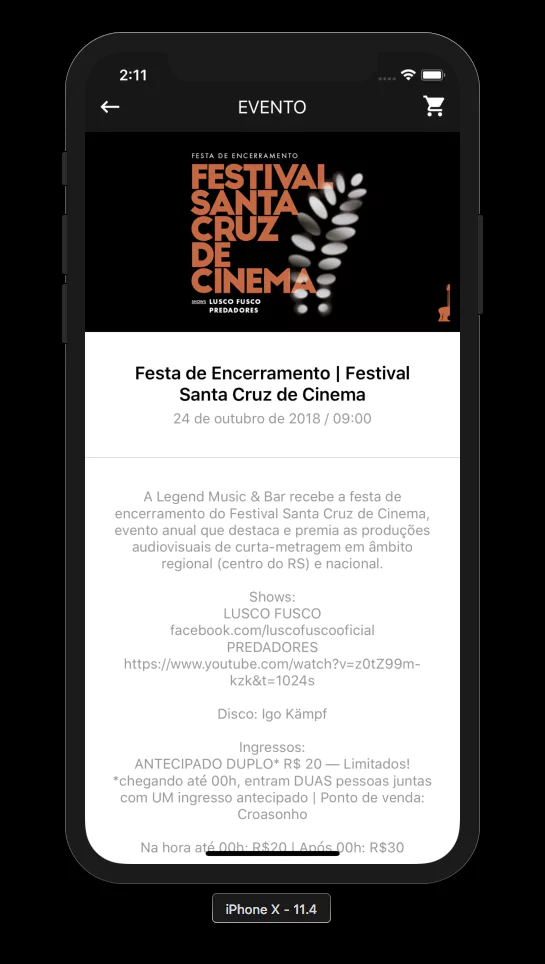 2:11
EVENTO
FESTA DE ENCERRAMENTO
FESTIVAL
SANTA
CRUZ
DE
CINEMA
SHOWS LUSCO FUSCO
PREDADORES
Festa de Encerramento | Festival
Santa Cruz de Cinema
24 de outubro de 2018 / 09:00
A Legend Music & Bar recebe a festa de
encerramento do Festival Santa Cruz de Cinema,
evento anual que destaca e premia as produções
audiovisuais de curta-metragem em âmbito
regional (centro do RS) e nacional.
Shows:
LUSCO FUSCO
facebook.com/luscofuscooficial
PREDADORES
https://www.youtube.com/watch?v=z0tZ99m-
kzk&t=1024s
Disco: Igo Kämpf
Ingressos:
ANTECIPADO DUPLO* R$ 20 — Limitados!
*chegando até 00h, entram DUAS pessoas juntas
com UM ingresso antecipado | Ponto de venda:
Croasonho
Na hora até 00h: R$20 | Após 00h: R$30
iPhone X - 11.4